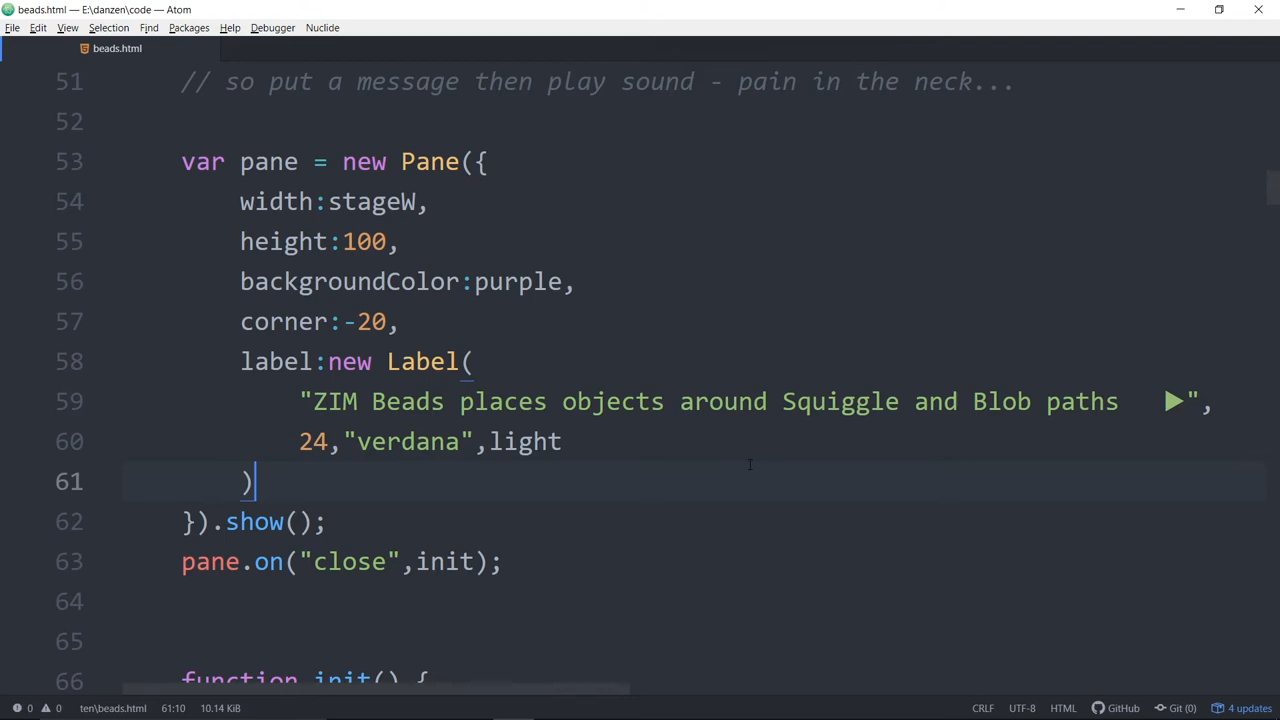 beads.html — E:\danzen\code — Atom
File Edit View Selection Find Packages Help Debugger Nuclide
beads.html
51 // so put a message then play sound - pain in the neck...
52
53 var pane = new Pane({
54 width:stageW,
55 height:100,
56 backgroundColor:purple,
57 corner:-20,
58 label:new Label(
59 "ZIM Beads places objects around Squiggle and Blob paths ▶",
60 24,"verdana",light
61 )
62 }).show();
63 pane.on("close",init);
64
65
66 function init() {
0 0 ten\beads.html 61:10 10.14 KiB CRLF UTF-8 HTML GitHub Git (0) 4 updates